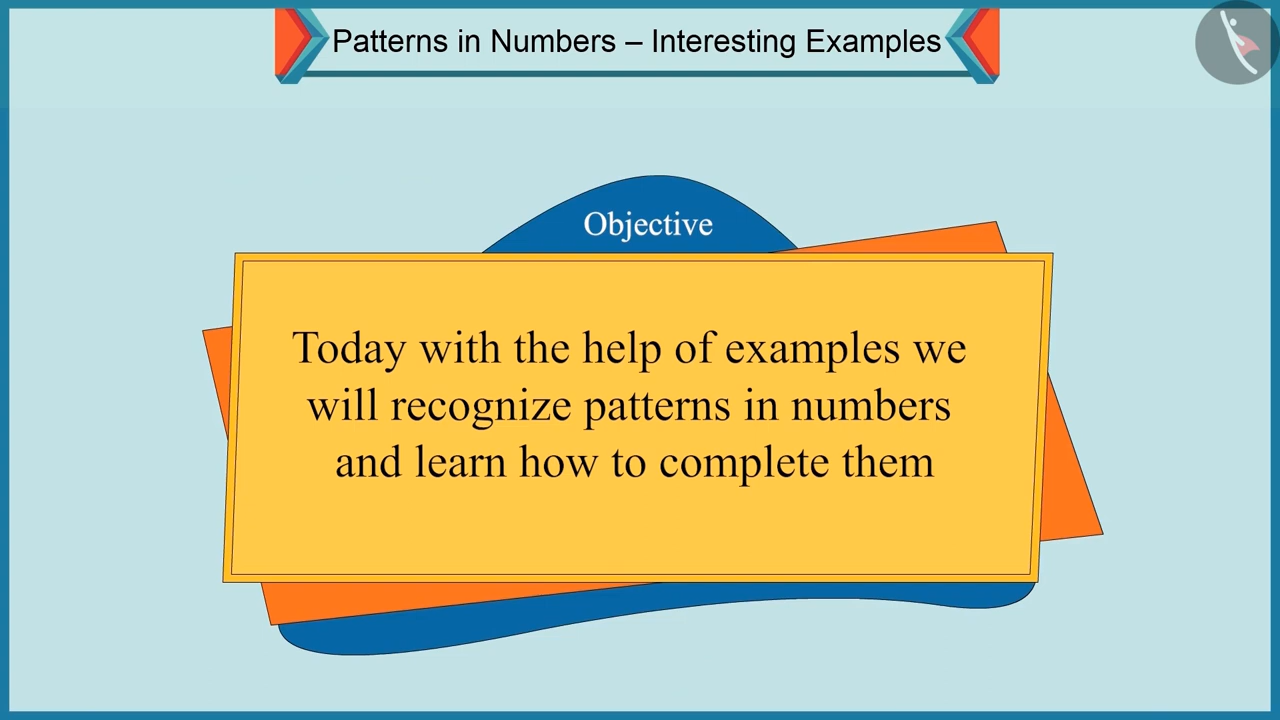 Patterns in Numbers – Interesting Examples
Objective
Today with the help of examples we
will recognize patterns in numbers
and learn how to complete them